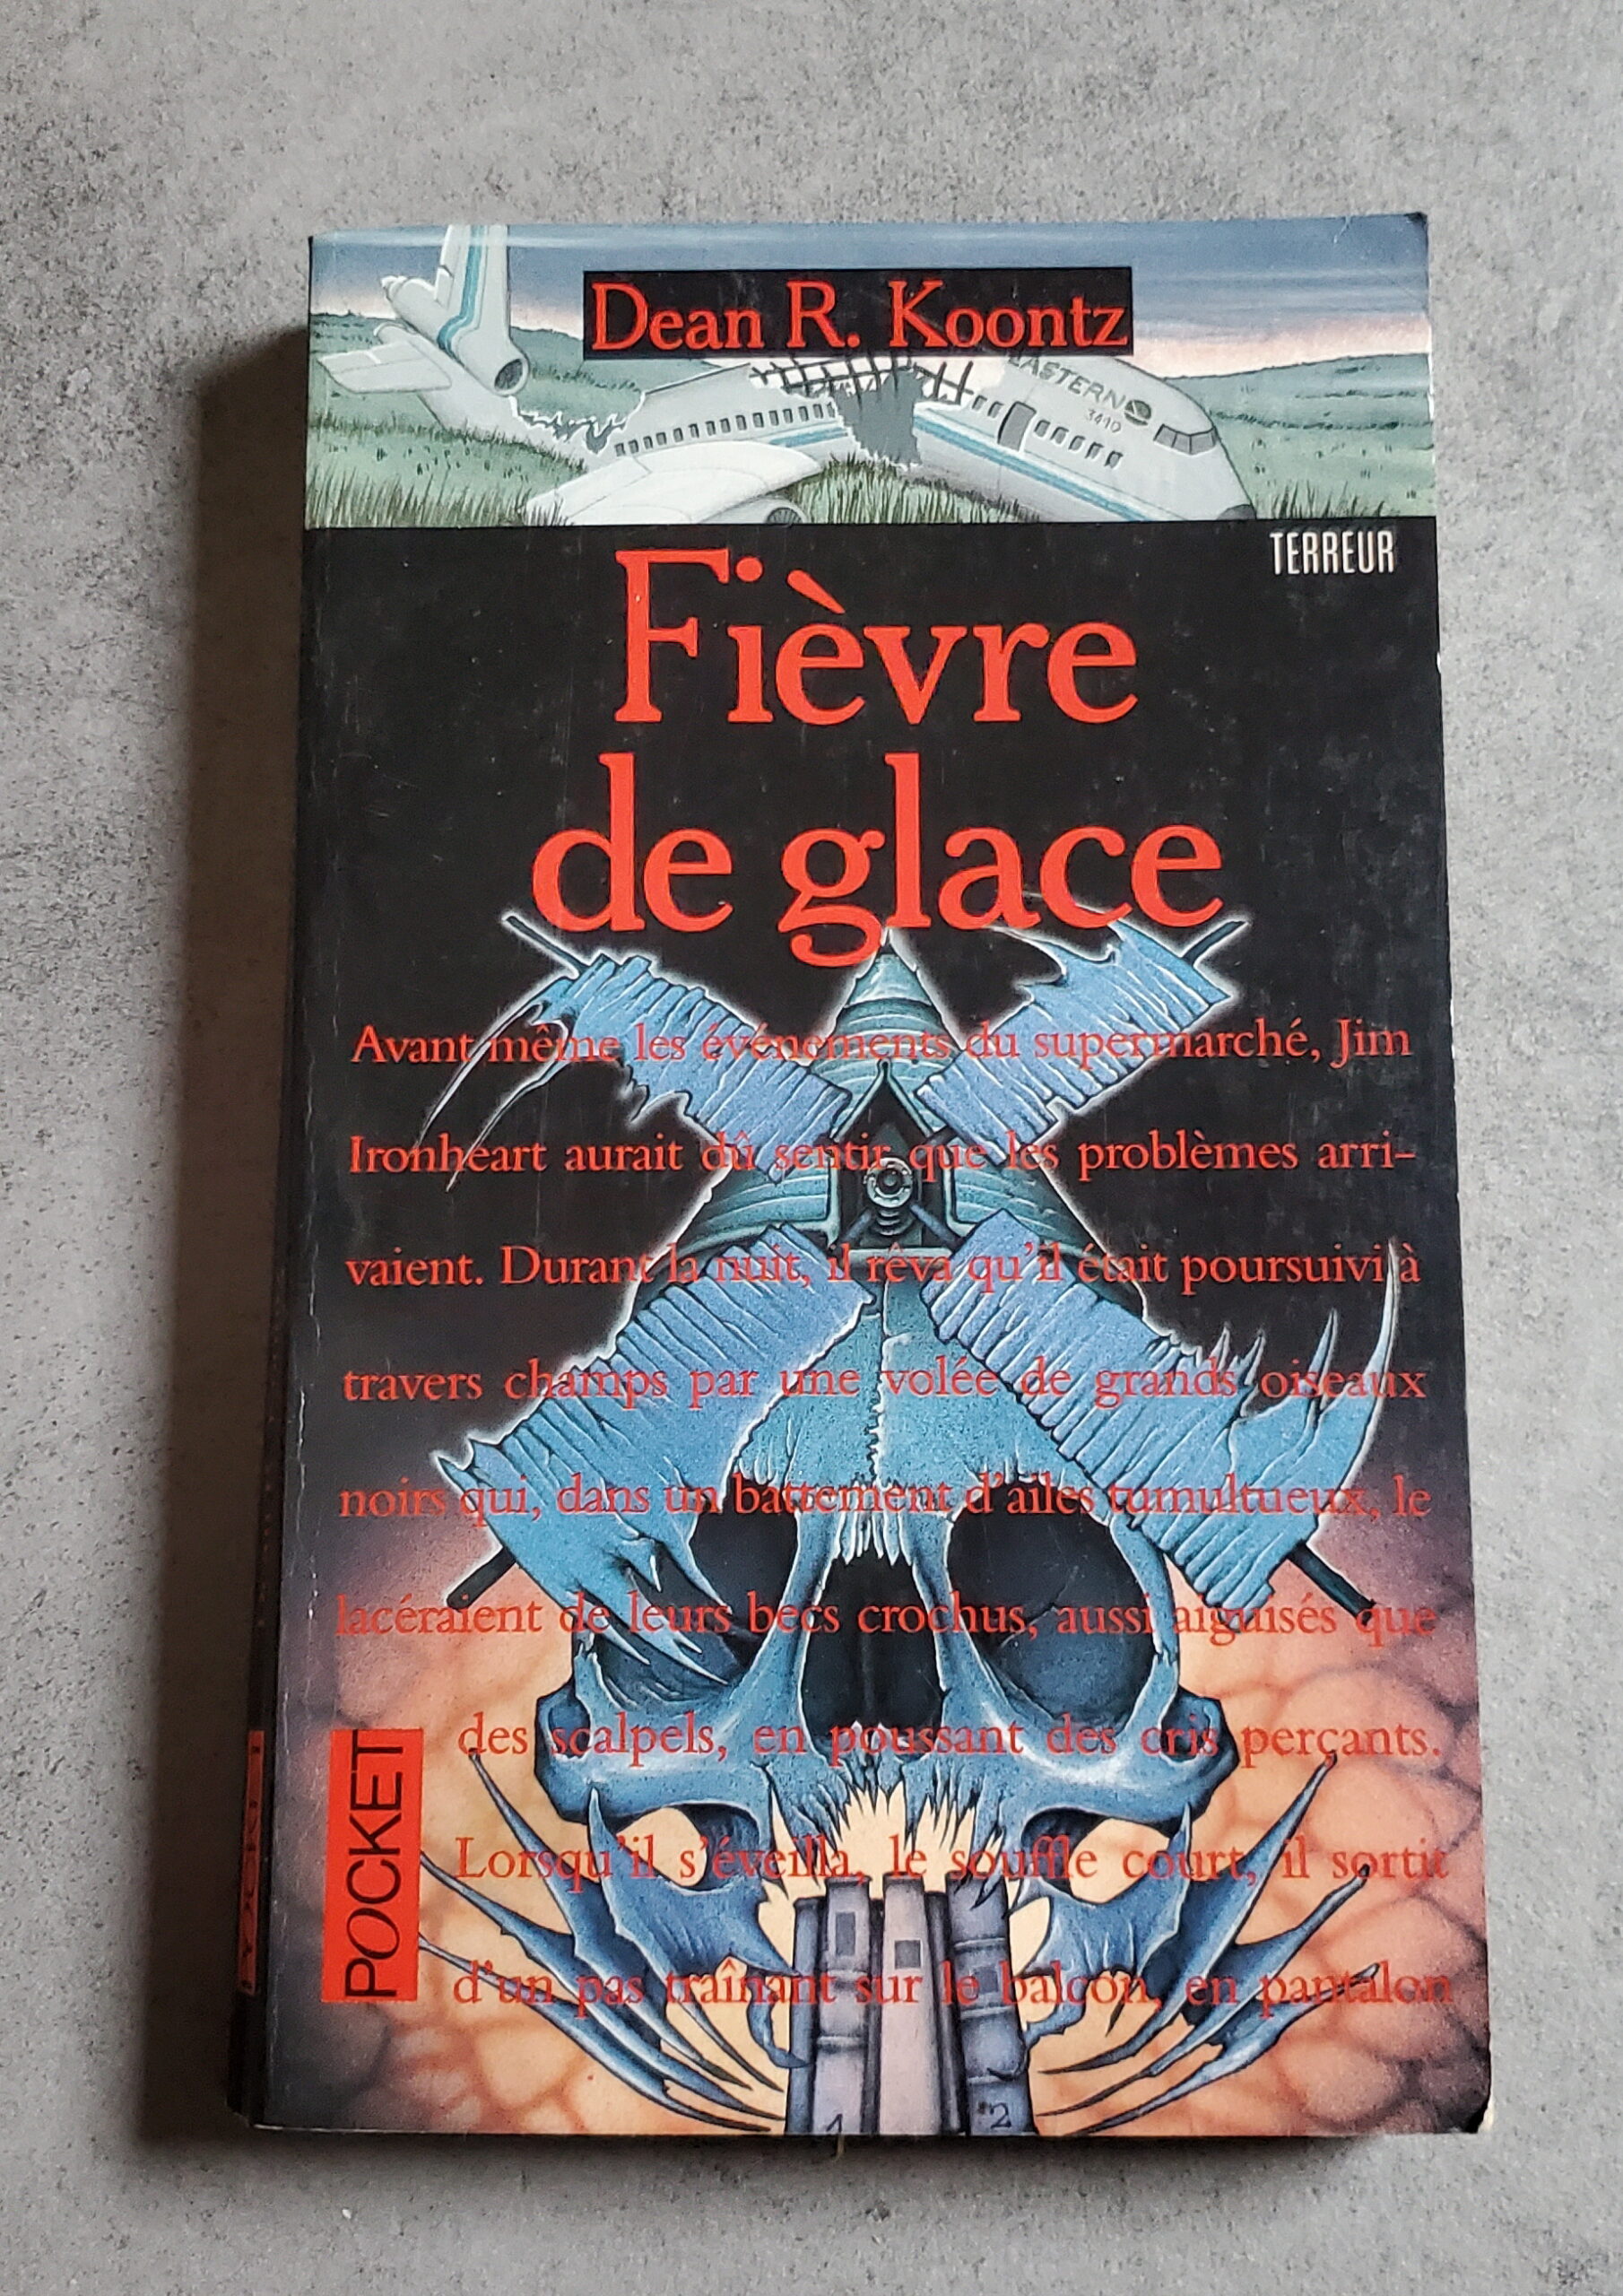 Dean R. Koontz
EASTERN
3410
TERREUR
Fièvre
de glace
Avant même les événements du supermarché, Jim
Ironheart aurait dû sentir que les problèmes arri-
vaient. Durant la nuit, il rêva qu'il était poursuivi à
travers champs par une volée de grands oiseaux
noirs qui, dans un battement d'ailes tumultueux, le
lacéraient de leurs becs crochus, aussi aiguisés que
des scalpels, en poussant des cris perçants.
Lorsqu'il s'éveilla, le souffle court, il sortit
d'un pas traînant sur le balcon, en pantalon
POCKET
POCKET
1
#2